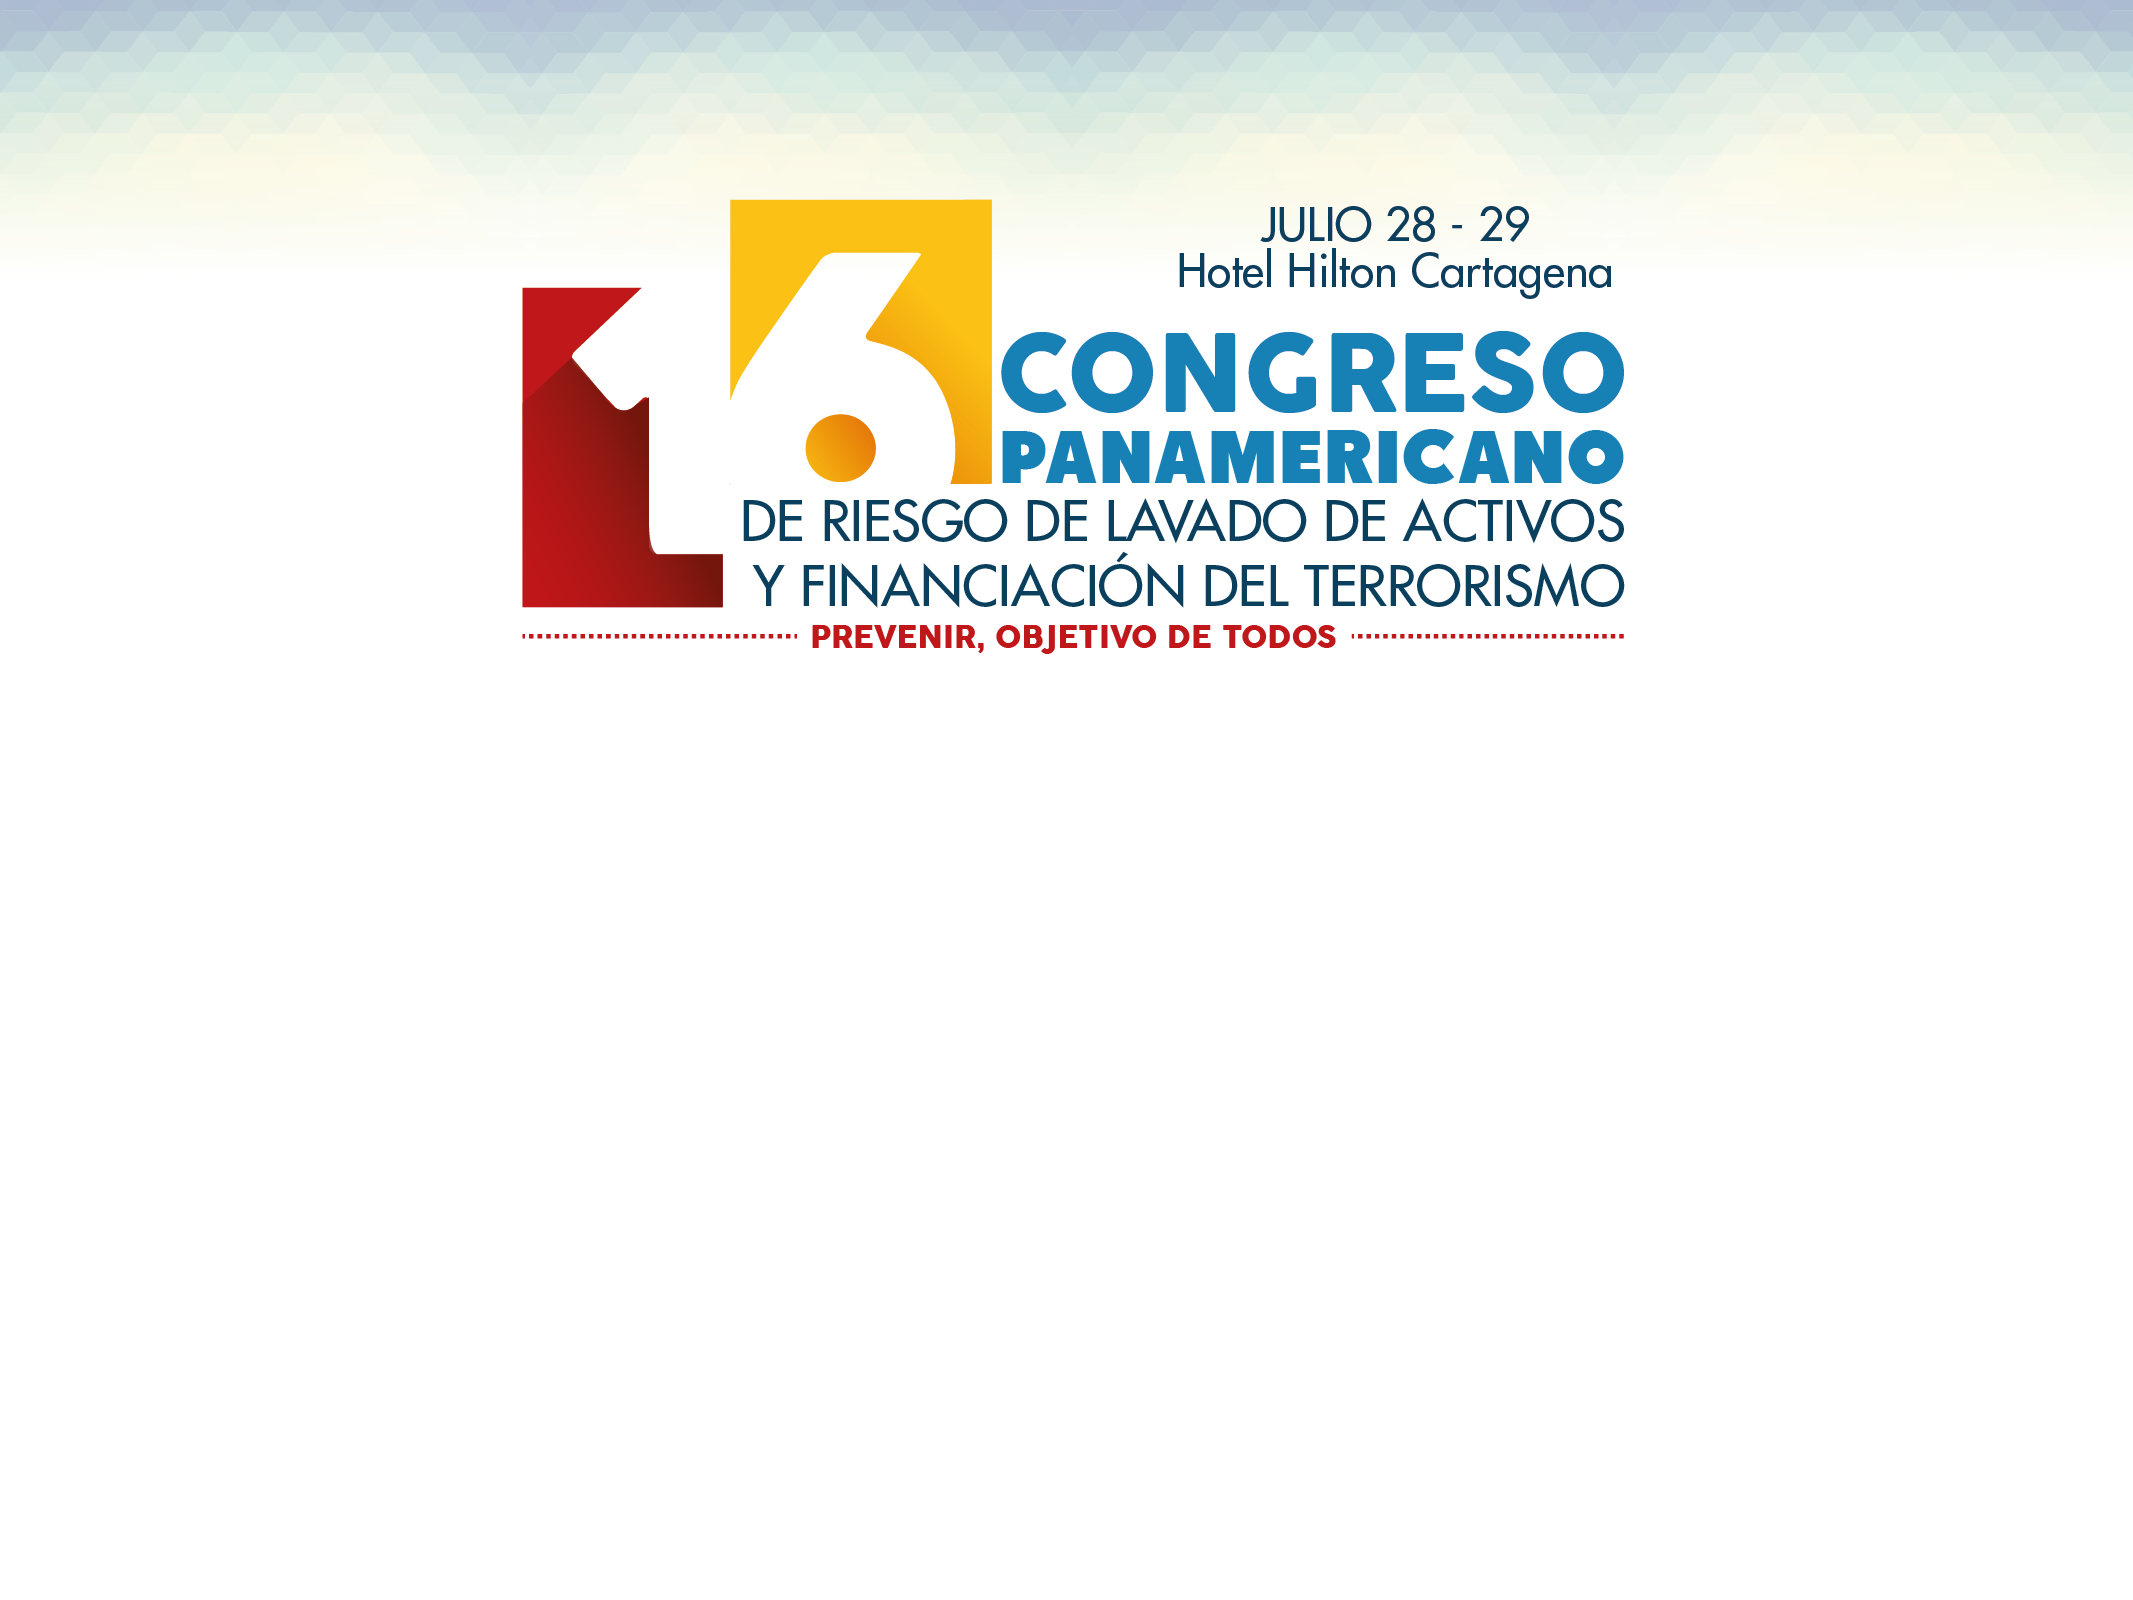 JULIO 28 - 29
Hotel Hilton Cartagena
16
CONGRESO
PANAMERICANO
DE RIESGO DE LAVADO DE ACTIVOS
Y FINANCIACIÓN DEL TERRORISMO
PREVENIR, OBJETIVO DE TODOS